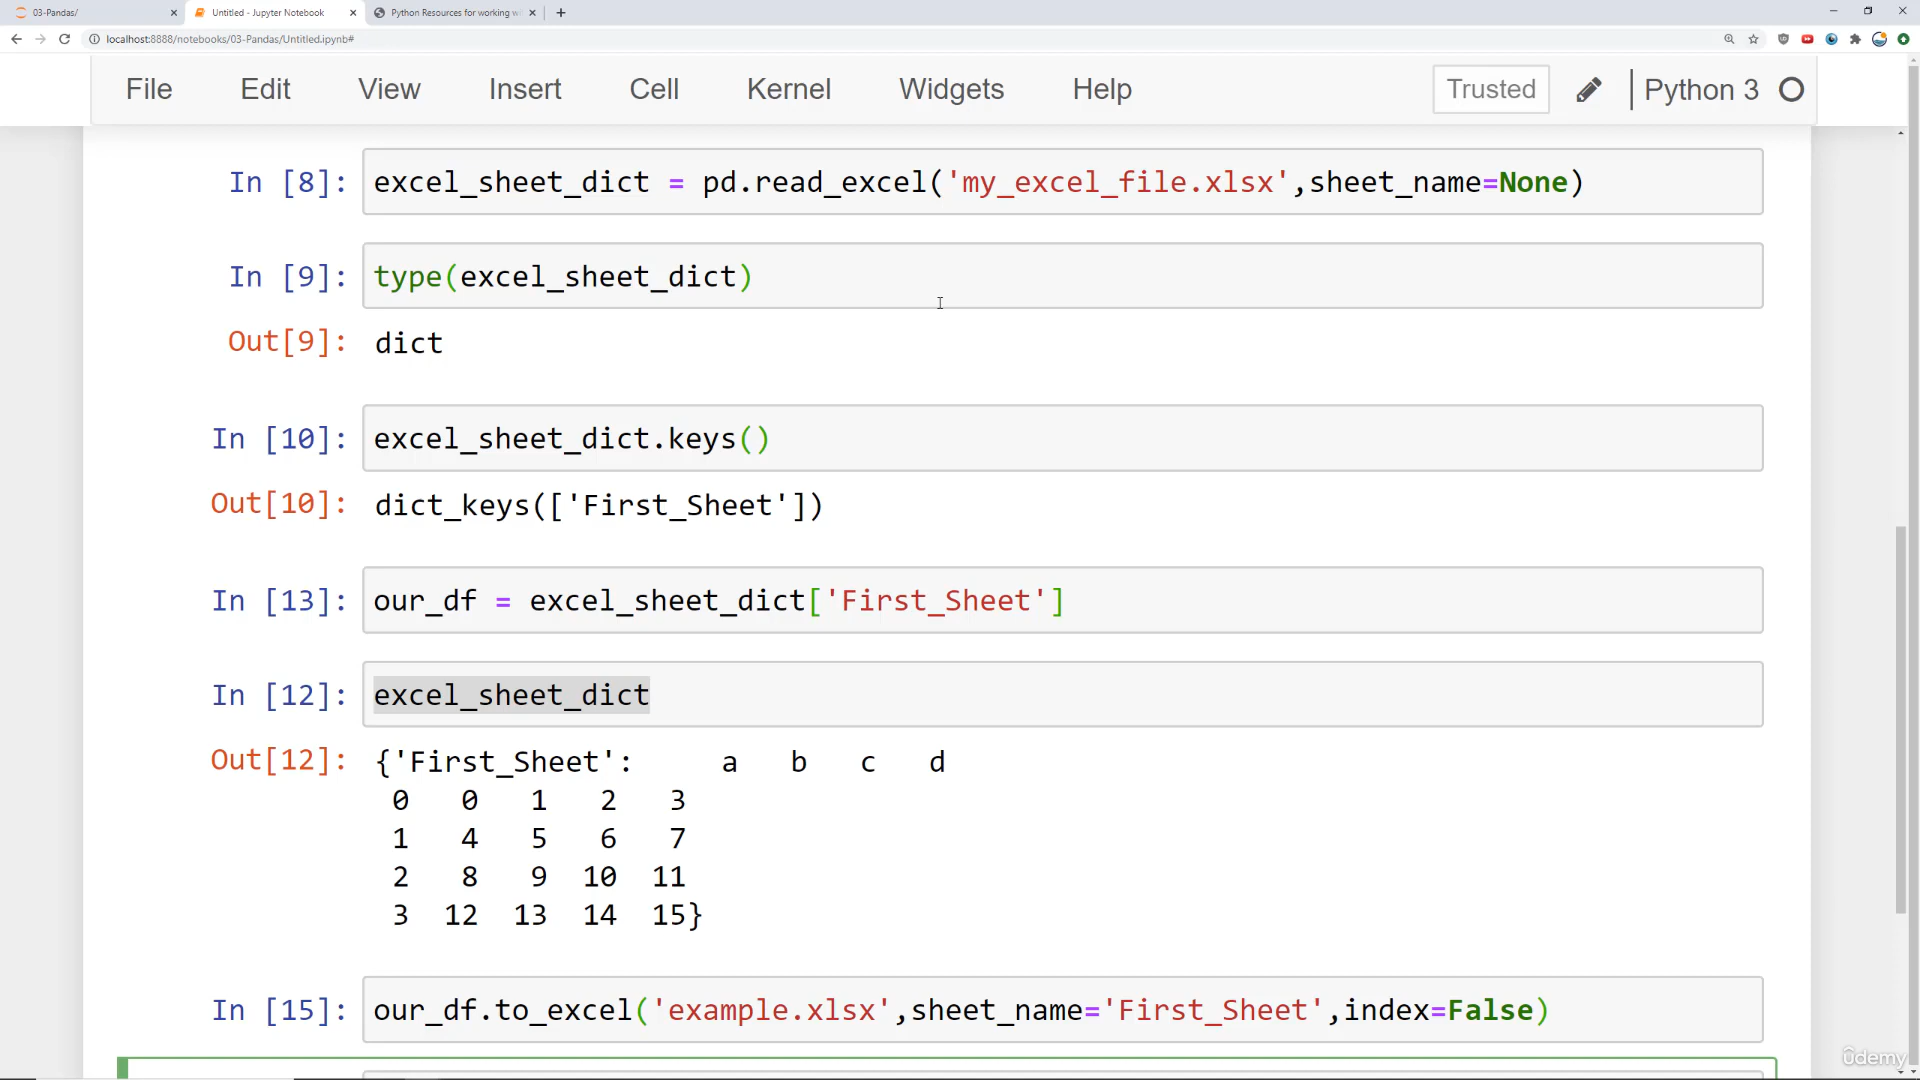 03-Pandas/
Untitled - Jupyter Notebook
Python Resources for working wi
localhost:8888/notebooks/03-Pandas/Untitled.ipynb#
File Edit View Insert Cell Kernel Widgets Help Trusted Python 3
In [8]: excel_sheet_dict = pd.read_excel('my_excel_file.xlsx',sheet_name=None)
In [9]: type(excel_sheet_dict)
Out[9]: dict
In [10]: excel_sheet_dict.keys()
Out[10]: dict_keys(['First_Sheet'])
In [13]: our_df = excel_sheet_dict['First_Sheet']
In [12]: excel_sheet_dict
Out[12]: {'First_Sheet': a b c d
0 0 1 2 3
1 4 5 6 7
2 8 9 10 11
3 12 13 14 15}
In [15]: our_df.to_excel('example.xlsx',sheet_name='First_Sheet',index=False)
ûdemy